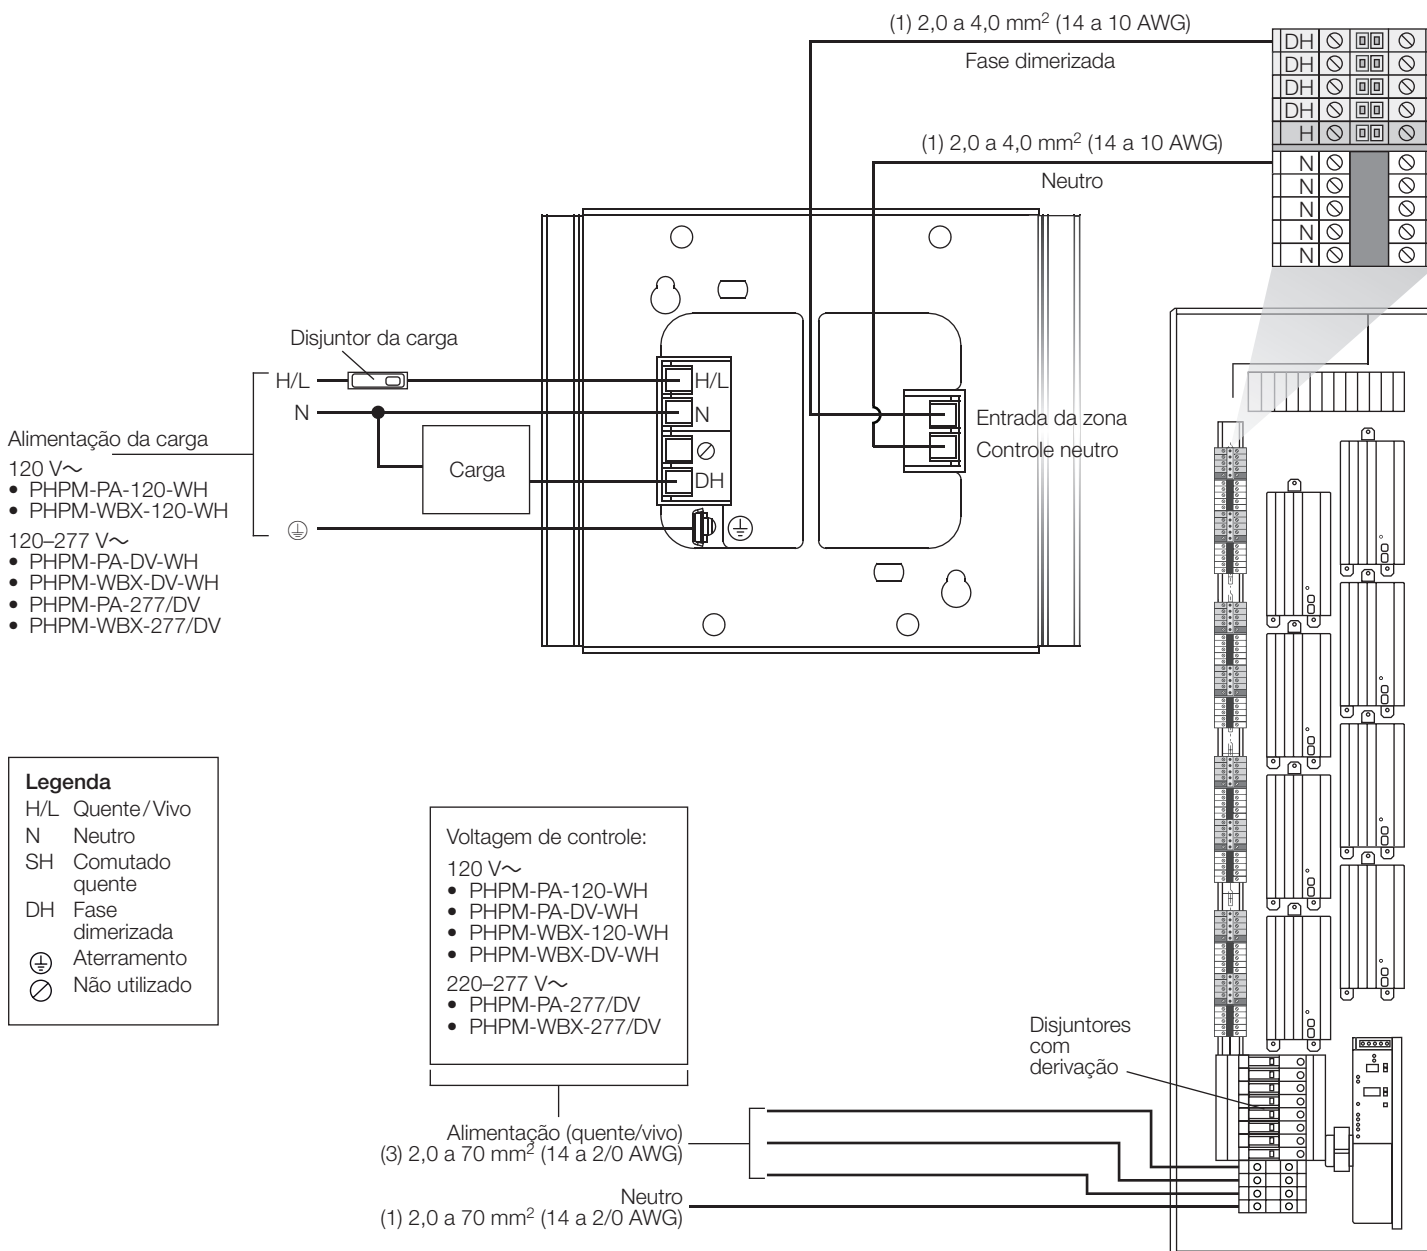 (1) 2,0 a 4,0 mm² (14 a 10 AWG)
Fase dimerizada
(1) 2,0 a 4,0 mm² (14 a 10 AWG)
Neutro
DH
DH
DH
DH
H
N
N
N
N
N
Disjuntor da carga
H/L
N
Carga
H/L
N
DH
Entrada da zona
Controle neutro
Alimentação da carga
120 V~
• PHPM-PA-120-WH
• PHPM-WBX-120-WH
120–277 V~
• PHPM-PA-DV-WH
• PHPM-WBX-DV-WH
• PHPM-PA-277/DV
• PHPM-WBX-277/DV
Legenda
H/L Quente/Vivo
N Neutro
SH Comutado
quente
DH Fase
dimerizada
Aterramento
Não utilizado
Voltagem de controle:
120 V~
• PHPM-PA-120-WH
• PHPM-PA-DV-WH
• PHPM-WBX-120-WH
• PHPM-WBX-DV-WH
220–277 V~
• PHPM-PA-277/DV
• PHPM-WBX-277/DV
Disjuntores
com
derivação
Alimentação (quente/vivo)
(3) 2,0 a 70 mm² (14 a 2/0 AWG)
Neutro
(1) 2,0 a 70 mm² (14 a 2/0 AWG)